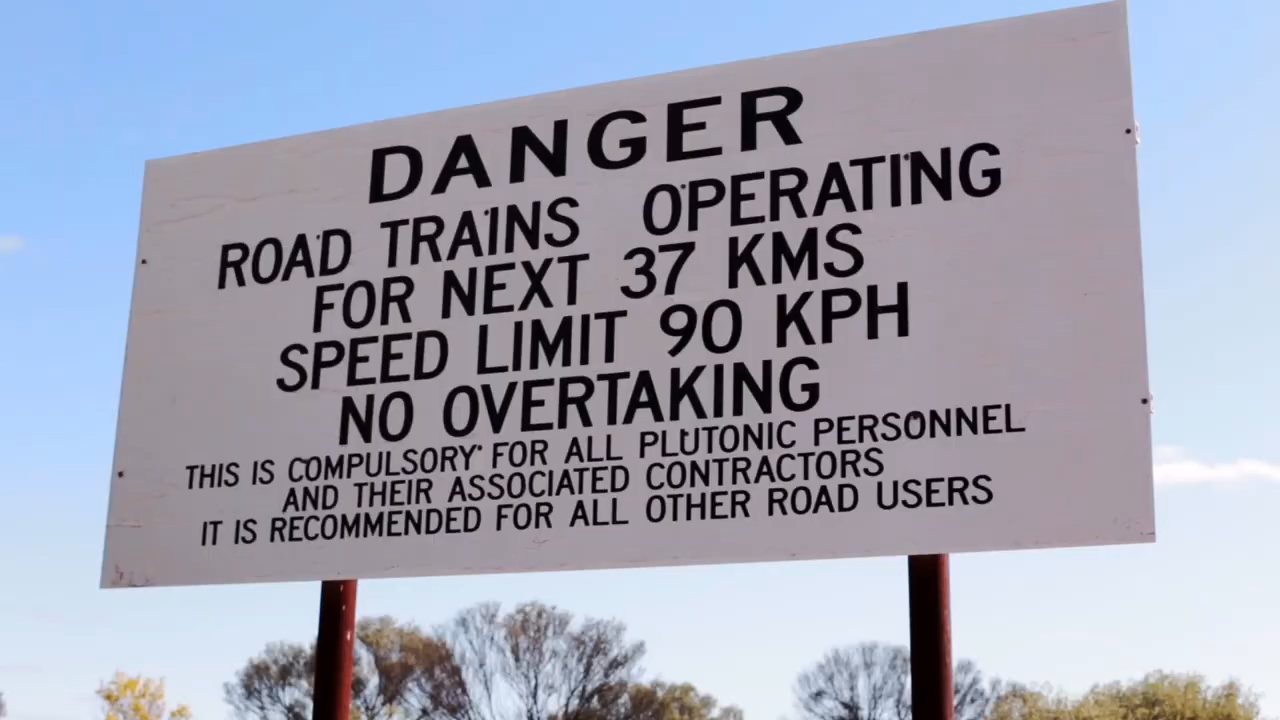 DANGER
ROAD TRAINS OPERATING
FOR NEXT 37 KMS
SPEED LIMIT 90 KPH
NO OVERTAKING
THIS IS COMPULSORY FOR ALL PLUTONIC PERSONNEL
AND THEIR ASSOCIATED CONTRACTORS
IT IS RECOMMENDED FOR ALL OTHER ROAD USERS